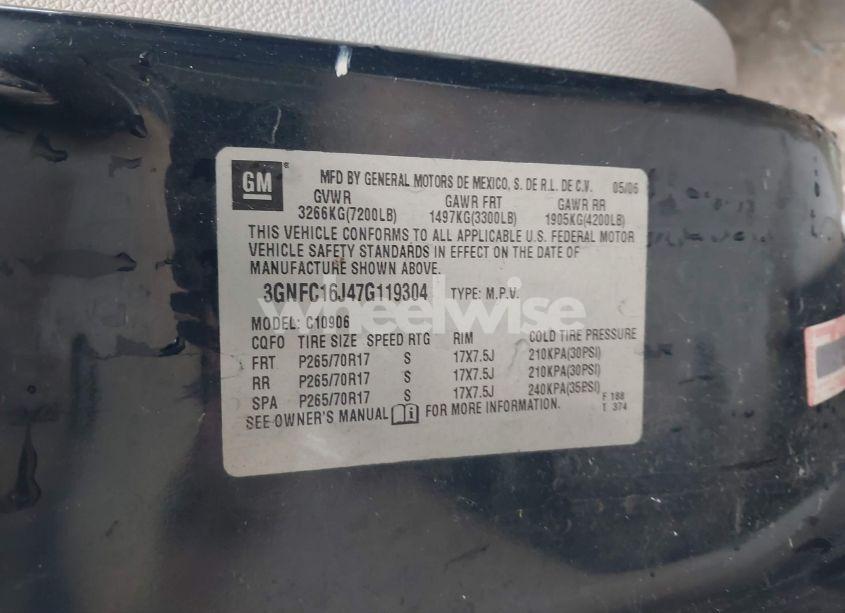 GM ® MFD BY GENERAL MOTORS DE MEXICO, S. DE R.L. DE C.V. 05/06
GVWR GAWR FRT GAWR RR
3266KG(7200LB) 1497KG(3300LB) 1905KG(4200LB)
THIS VEHICLE CONFORMS TO ALL APPLICABLE U.S. FEDERAL MOTOR
VEHICLE SAFETY STANDARDS IN EFFECT ON THE DATE OF
MANUFACTURE SHOWN ABOVE.
3GNFC16J47G119304 TYPE: M.P.V.
wheelwise
MODEL: C10906
CQFO TIRE SIZE SPEED RTG RIM COLD TIRE PRESSURE
FRT P265/70R17 S 17X7.5J 210KPA(30PSI)
RR P265/70R17 S 17X7.5J 210KPA(30PSI)
SPA P265/70R17 S 17X7.5J 240KPA(35PSI)
SEE OWNER'S MANUAL i FOR MORE INFORMATION.
F 188
T 374